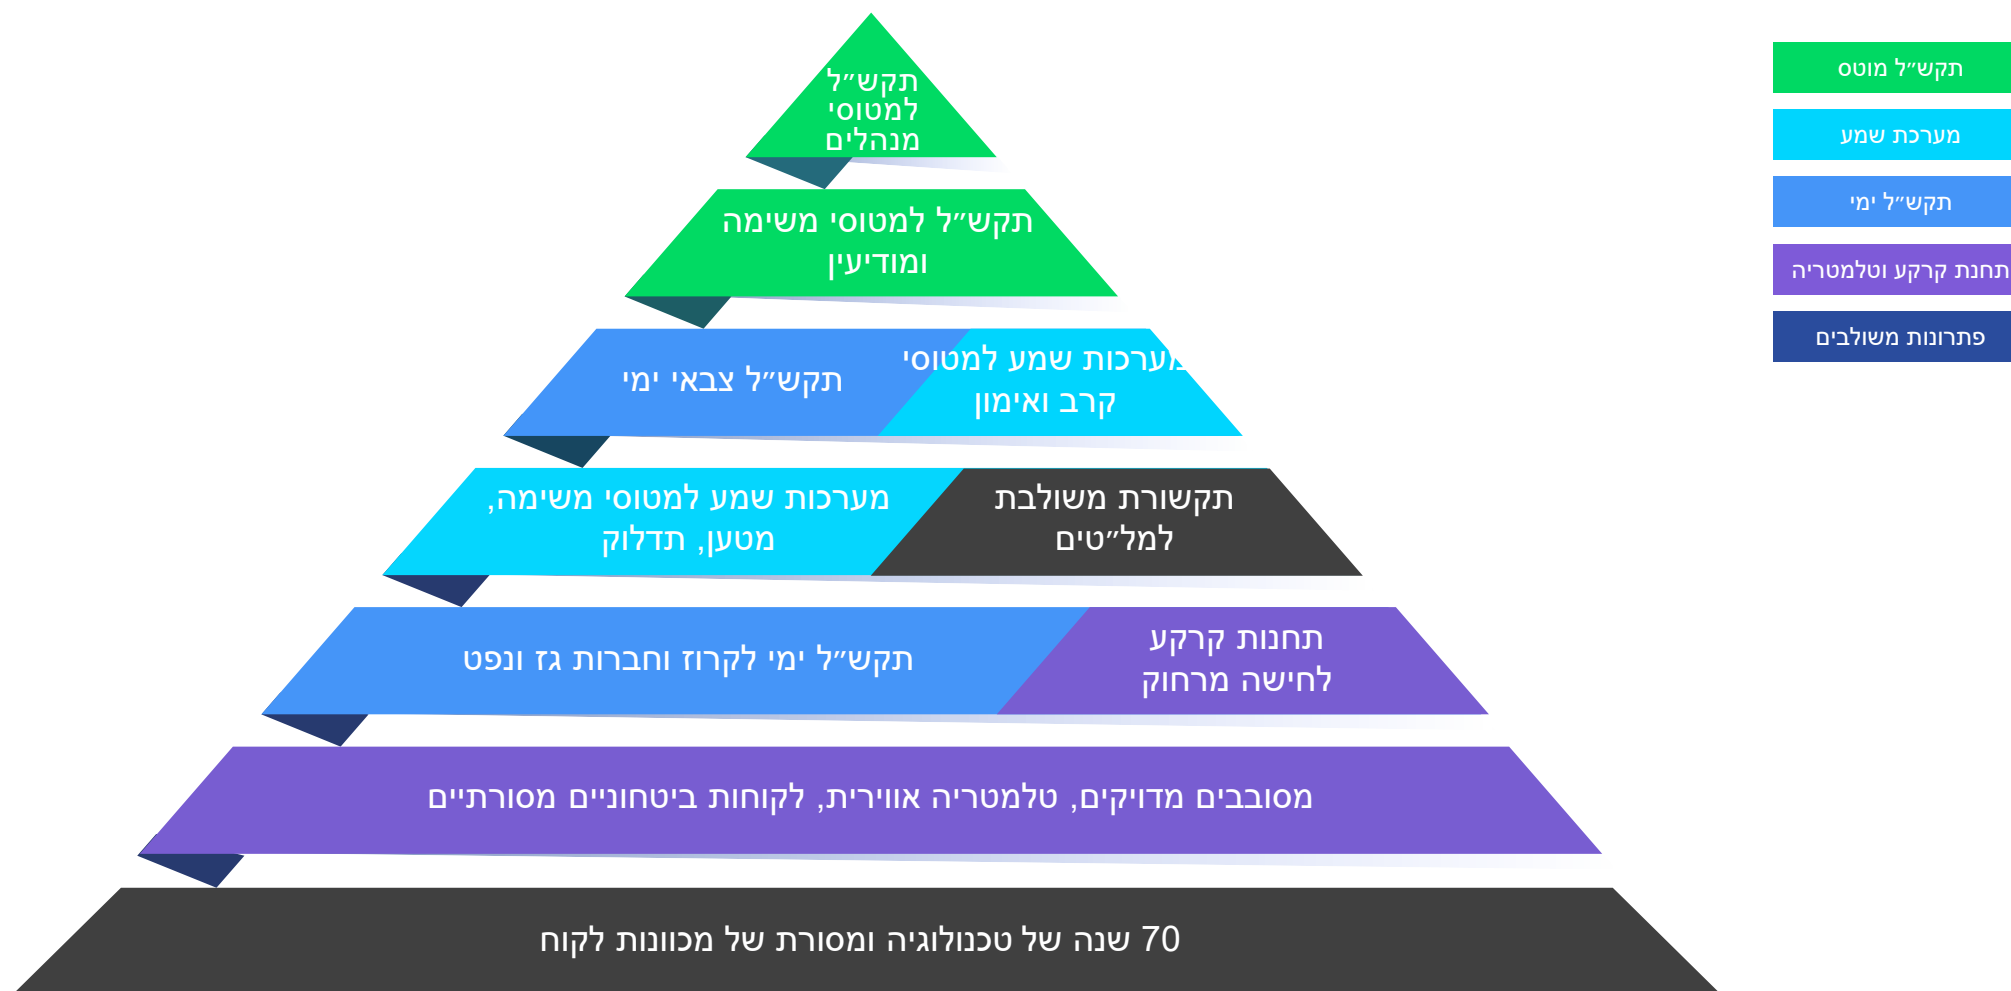 תקש״ל
למטוסי
מנהלים
תקש״ל למטוסי משימה
ומודיעין
מערכות שמע למטוסי
קרב ואימון
תקש״ל צבאי ימי
תקשורת משולבת
למל״טים
מערכות שמע למטוסי משימה,
מטען, תדלוק
תחנות קרקע
לחישה מרחוק
תקש״ל ימי לקרוז וחברות גז ונפט
מסובבים מדויקים, טלמטריה אווירית, לקוחות ביטחוניים מסורתיים
70 שנה של טכנולוגיה ומסורת של מכוונות לקוח
תקש״ל מוטס
מערכת שמע
תקש״ל ימי
תחנת קרקע וטלמטריה
פתרונות משולבים